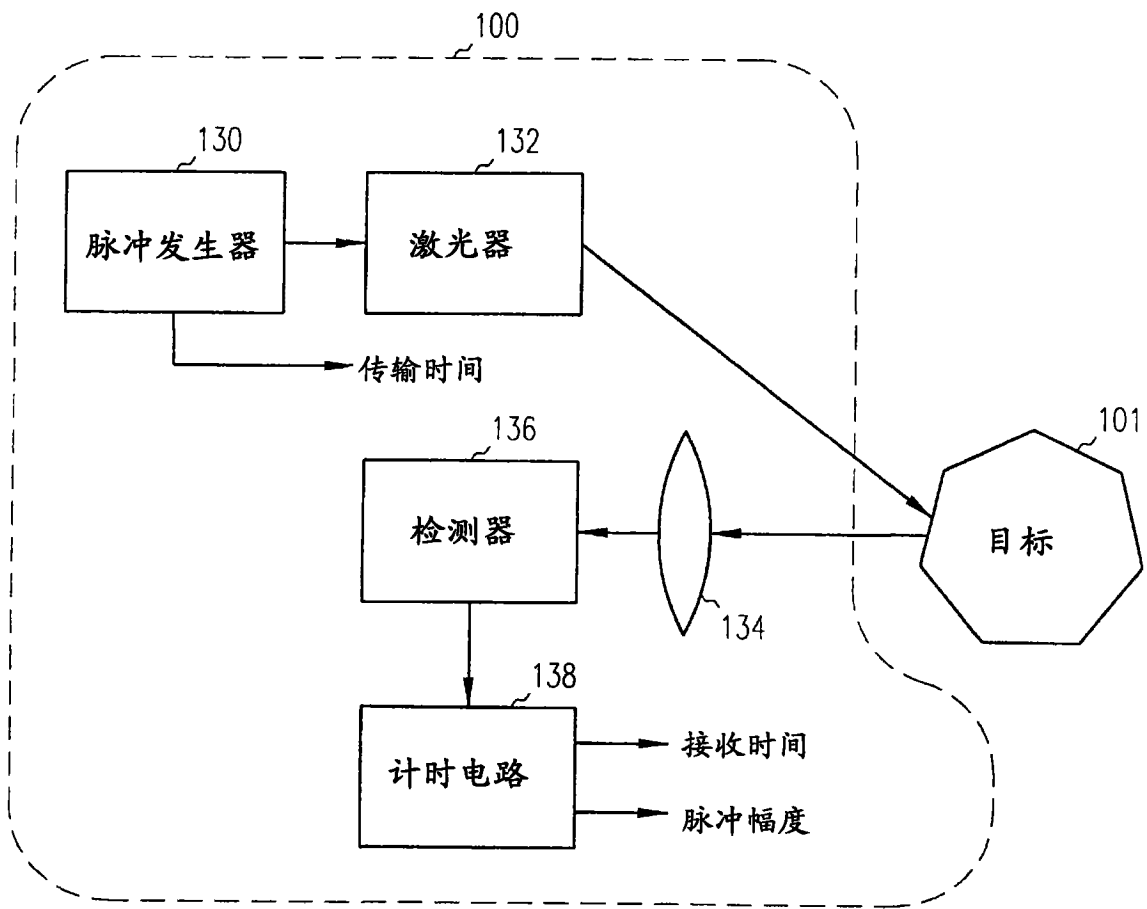 100
130
132
脉冲发生器
激光器
传输时间
136
101
检测器
目标
134
138
计时电路
接收时间
脉冲幅度